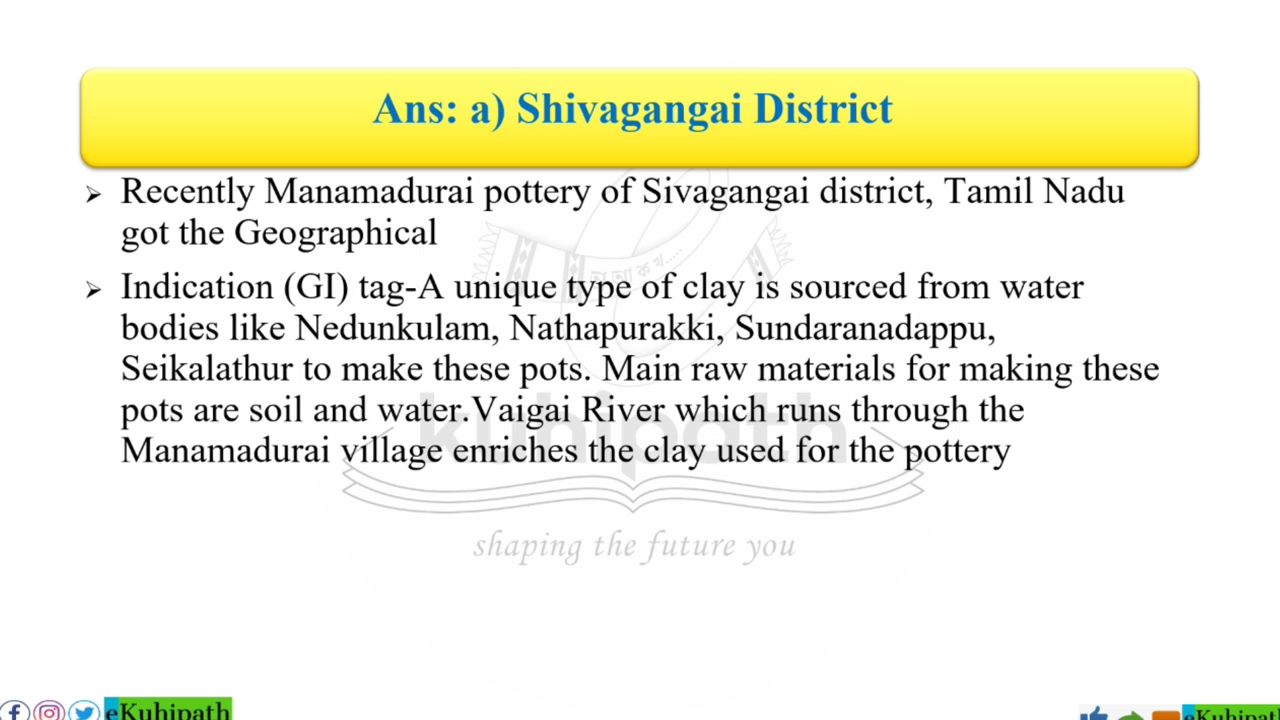 Ans: a) Shivagangai District
Recently Manamadurai pottery of Sivagangai district, Tamil Nadu
got the Geographical
Indication (GI) tag-A unique type of clay is sourced from water
bodies like Nedunkulam, Nathapurakki, Sundaranadappu,
Seikalathur to make these pots. Main raw materials for making these
pots are soil and water.Vaigai River which runs through the
Manamadurai village enriches the clay used for the pottery
kuhipath
shaping the future you
eKuhipath
eKuhipath